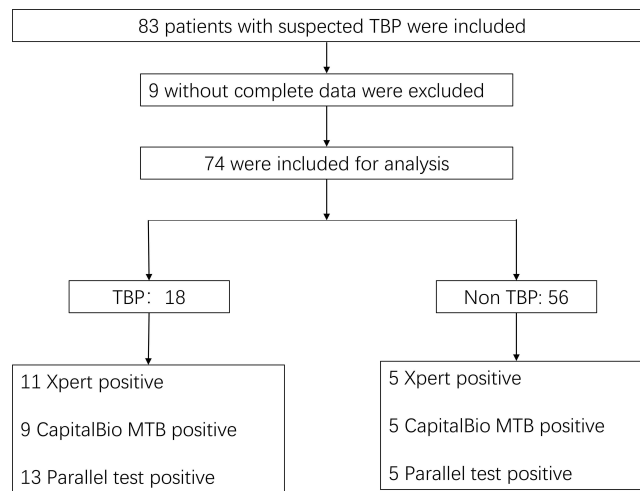 83 patients with suspected TBP were included
9 without complete data were excluded
74 were included for analysis
TBP: 18
Non TBP: 56
11 Xpert positive
9 CapitalBio MTB positive
13 Parallel test positive
5 Xpert positive
5 CapitalBio MTB positive
5 Parallel test positive